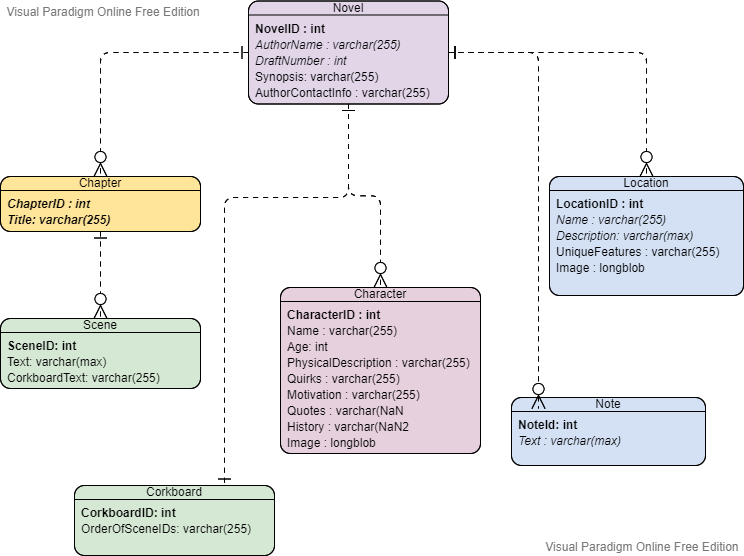 Visual Paradigm Online Free Edition
Novel
NovelID : int
AuthorName : varchar(255)
DraftNumber : int
Synopsis: varchar(255)
AuthorContactInfo : varchar(255)
Chapter
ChapterID : int
Title: varchar(255)
Location
LocationID : int
Name : varchar(255)
Description: varchar(max)
UniqueFeatures : varchar(255)
Image : longblob
Scene
SceneID: int
Text: varchar(max)
CorkboardText: varchar(255)
Character
CharacterID : int
Name : varchar(255)
Age: int
PhysicalDescription : varchar(255)
Quirks : varchar(255)
Motivation : varchar(255)
Quotes : varchar(NaN
History : varchar(NaN2
Image : longblob
Note
NoteId: int
Text : varchar(max)
Corkboard
CorkboardID: int
OrderOfSceneIDs: varchar(255)
Visual Paradigm Online Free Edition